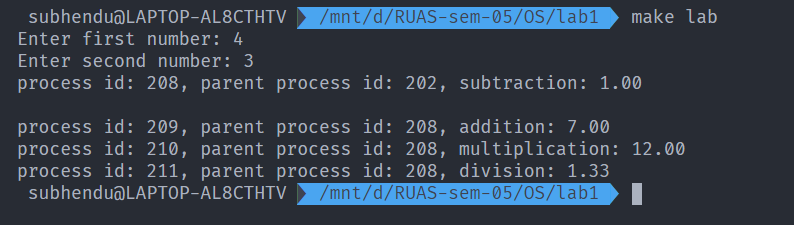 subhendu@LAPTOP-AL8CTHTV /mnt/d/RUAS-sem-05/OS/lab1 make lab
Enter first number: 4
Enter second number: 3
process id: 208, parent process id: 202, subtraction: 1.00
process id: 209, parent process id: 208, addition: 7.00
process id: 210, parent process id: 208, multiplication: 12.00
process id: 211, parent process id: 208, division: 1.33
subhendu@LAPTOP-AL8CTHTV /mnt/d/RUAS-sem-05/OS/lab1